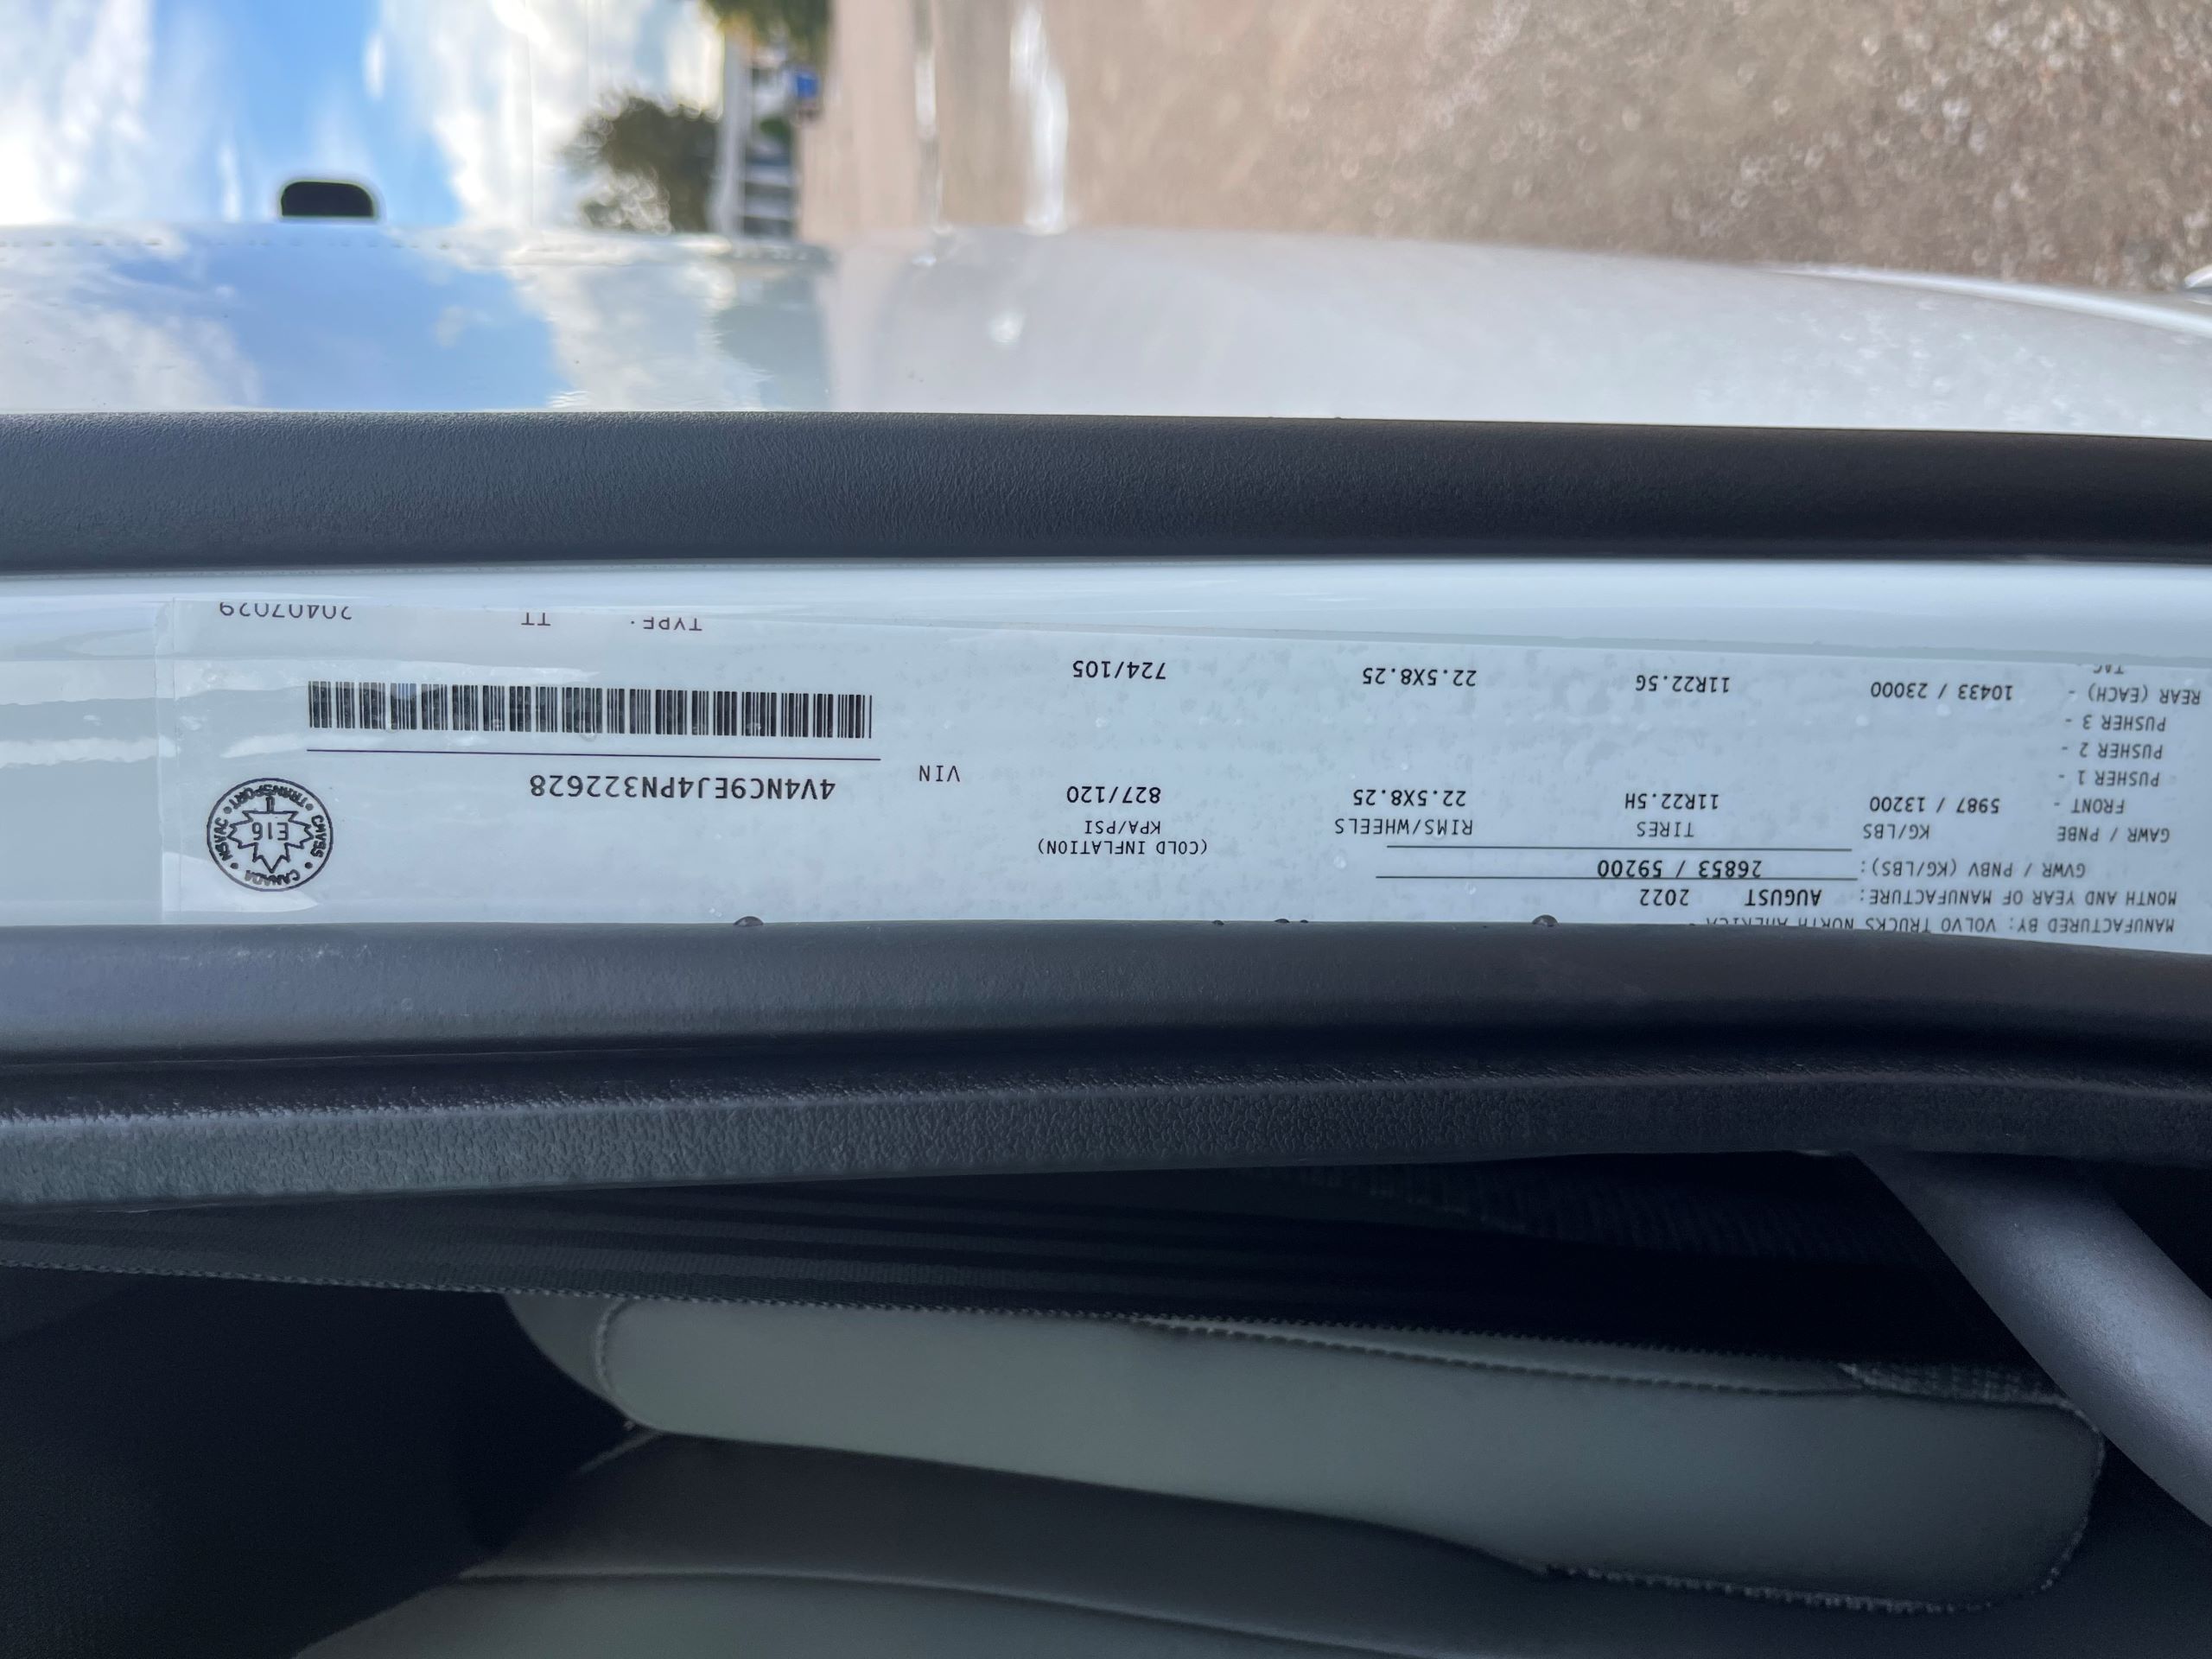 MANUFACTURED BY: VOLVO TRUCKS NORTH AMERICA
MONTH AND YEAR OF MANUFACTURE: AUGUST 2022
GVWR / PNBV (KG/LBS): 26853 / 59200
GAWR / PNBE KG/LBS TIRES RIMS/WHEELS (COLD INFLATION) KPA/PSI
FRONT - 5987 / 13200 11R22.5H 22.5X8.25 827/120
PUSHER 1 -
PUSHER 2 -
PUSHER 3 -
REAR (EACH) - 10433 / 23000 11R22.5G 22.5X8.25 724/105
TAG -
VIN 4V4NC9EJ4PN322628
TYPE: TT 20407029
CANADA
CMVSS
E16
NSVAC
TRANSPORT